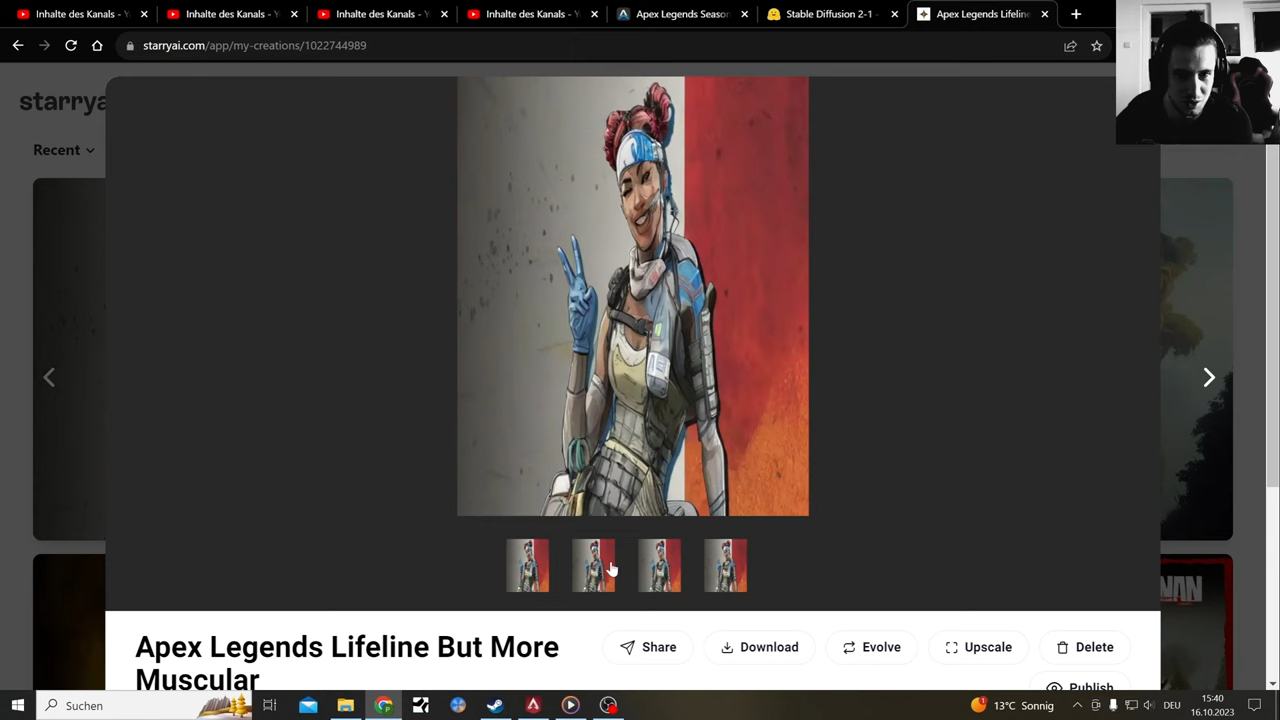 Inhalte des Kanals - Y
Inhalte des Kanals - Y
Inhalte des Kanals - Y
Inhalte des Kanals - Y
Apex Legends Season
Stable Diffusion 2-1 -
Apex Legends Lifeline
starryai.com/app/my-creations/1022744989
starrya
Recent
NAN
Apex Legends Lifeline But More
Muscular
Share
Download
Evolve
Upscale
Delete
Publish
Suchen
13°C Sonnig
DEU
15:40
16.10.2023